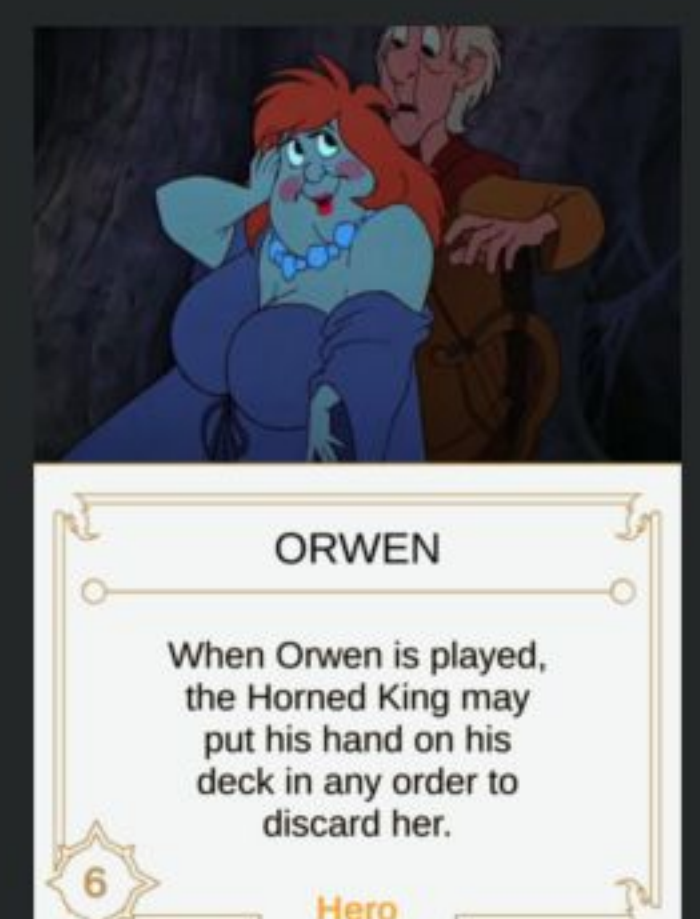 ORWEN
When Orwen is played,
the Horned King may
put his hand on his
deck in any order to
discard her.
6
Hero